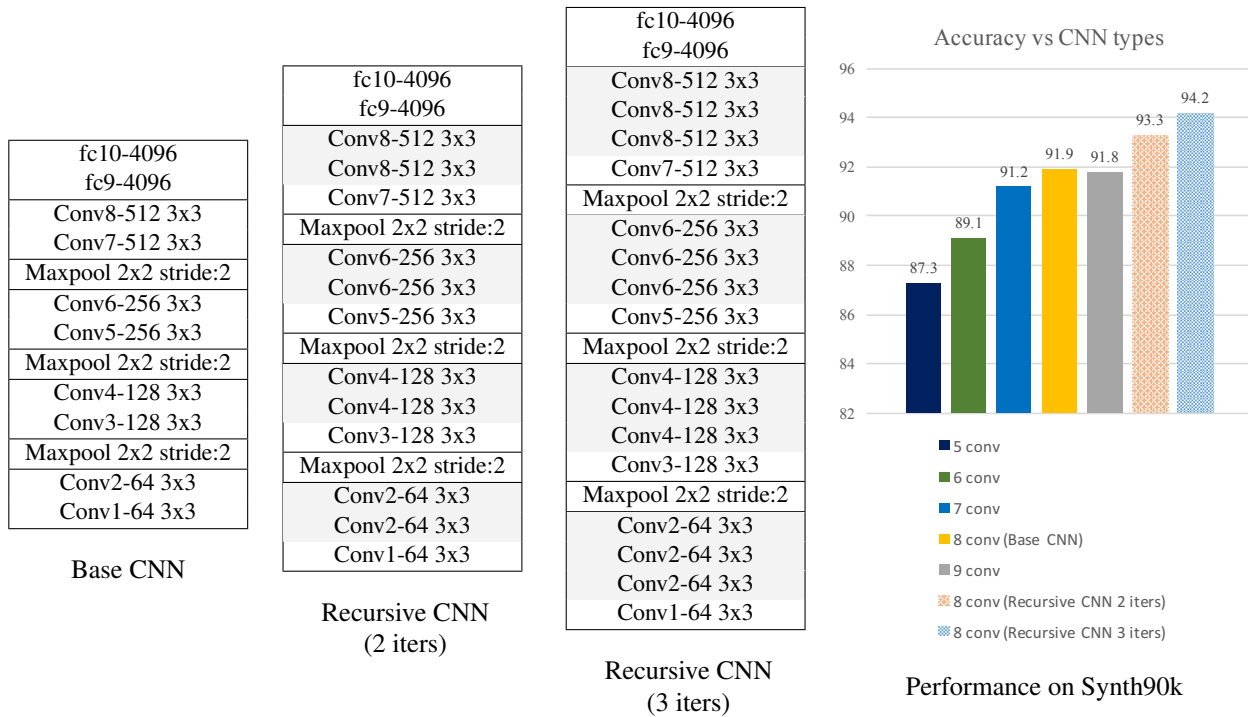 fc10-4096
fc9-4096
Conv8-512 3x3
Conv7-512 3x3
Maxpool 2x2 stride:2
Conv6-256 3x3
Conv5-256 3x3
Maxpool 2x2 stride:2
Conv4-128 3x3
Conv3-128 3x3
Maxpool 2x2 stride:2
Conv2-64 3x3
Conv1-64 3x3
Base CNN
fc10-4096
fc9-4096
Conv8-512 3x3
Conv8-512 3x3
Conv7-512 3x3
Maxpool 2x2 stride:2
Conv6-256 3x3
Conv6-256 3x3
Conv5-256 3x3
Maxpool 2x2 stride:2
Conv4-128 3x3
Conv4-128 3x3
Conv3-128 3x3
Maxpool 2x2 stride:2
Conv2-64 3x3
Conv2-64 3x3
Conv1-64 3x3
Recursive CNN
(2 iters)
fc10-4096
fc9-4096
Conv8-512 3x3
Conv8-512 3x3
Conv8-512 3x3
Conv7-512 3x3
Maxpool 2x2 stride:2
Conv6-256 3x3
Conv6-256 3x3
Conv6-256 3x3
Conv5-256 3x3
Maxpool 2x2 stride:2
Conv4-128 3x3
Conv4-128 3x3
Conv4-128 3x3
Conv3-128 3x3
Maxpool 2x2 stride:2
Conv2-64 3x3
Conv2-64 3x3
Conv2-64 3x3
Conv1-64 3x3
Recursive CNN
(3 iters)
Accuracy vs CNN types
96
94
92
90
88
86
84
82
87.3
89.1
91.2
91.9
91.8
93.3
94.2
5 conv
6 conv
7 conv
8 conv (Base CNN)
9 conv
8 conv (Recursive CNN 2 iters)
8 conv (Recursive CNN 3 iters)
Performance on Synth90k